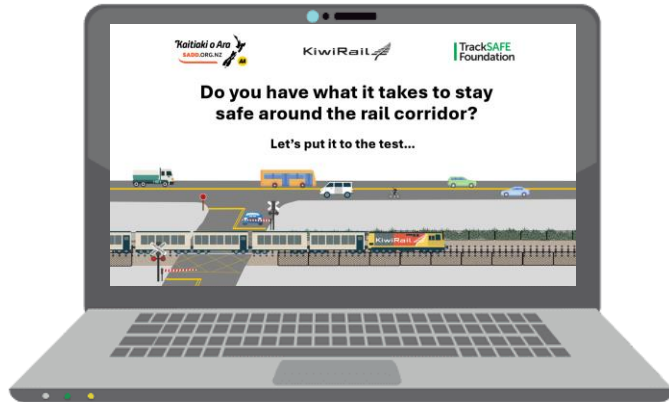 Kaitiaki o Ara
SADD.ORG.NZ
AA
KiwiRail
TrackSAFE
Foundation
Do you have what it takes to stay
safe around the rail corridor?
Let's put it to the test...
KiwiRail